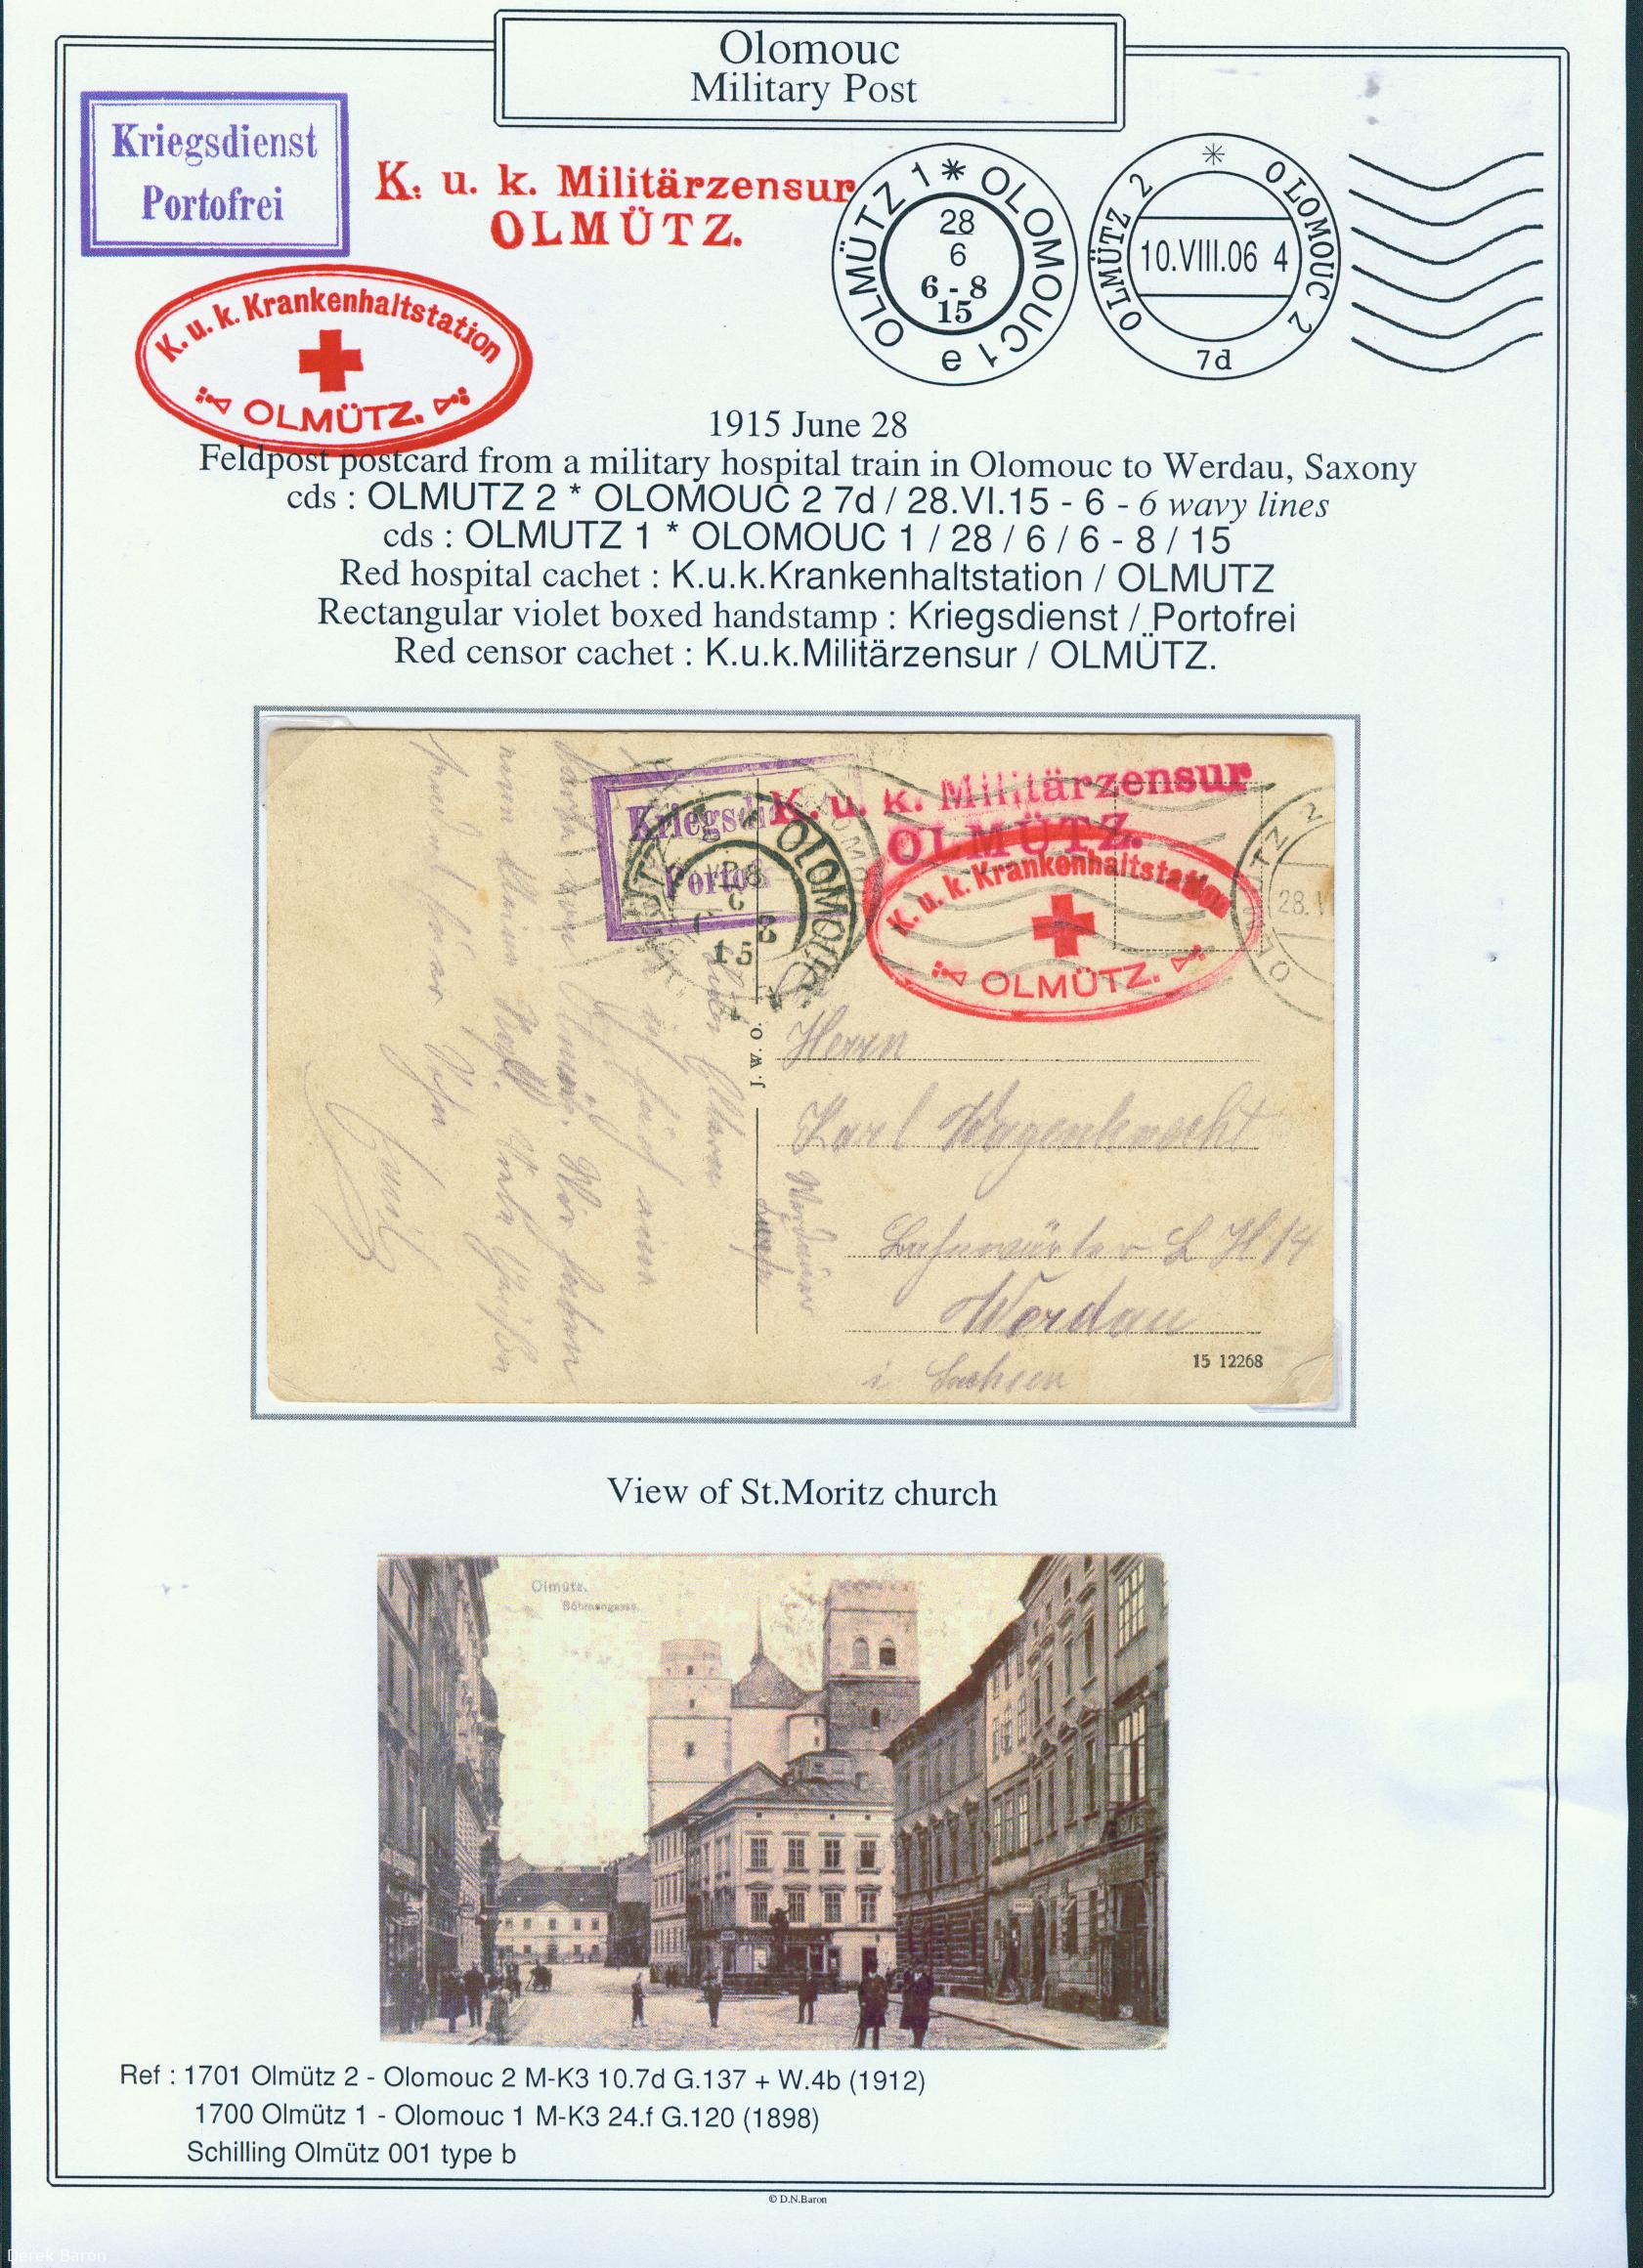 Olomouc
Military Post
Kriegsdienst
Portofrei
K. u. k. Militärzensur
OLMÜTZ.
OLMÜTZ 1 * OLOMOUC 1 e
28
6
6 - 8
15
OLMÜTZ 2 * OLOMOUC 2
10.VIII.06 4
7d
K. u. k. Krankenhaltstation
OLMÜTZ.
1915 June 28
Feldpost postcard from a military hospital train in Olomouc to Werdau, Saxony
cds : OLMUTZ 2 * OLOMOUC 2 7d / 28.VI.15 - 6 - 6 wavy lines
cds : OLMUTZ 1 * OLOMOUC 1 / 28 / 6 / 6 - 8 / 15
Red hospital cachet : K.u.k.Krankenhaltstation / OLMUTZ
Rectangular violet boxed handstamp : Kriegsdienst / Portofrei
Red censor cachet : K.u.k.Militärzensur / OLMÜTZ.
K. u. k. Militärzensur
OLMÜTZ.
K. u. k. Krankenhaltstation
OLMÜTZ.
OLOMOUC
15
28.V
J. W. O.
Herrn
Karl Wagenknecht
Bahnwärter
Werdau
i. Sachsen
15 12268
View of St.Moritz church
Olmütz.
Böhmengasse.
Ref : 1701 Olmütz 2 - Olomouc 2 M-K3 10.7d G.137 + W.4b (1912)
1700 Olmütz 1 - Olomouc 1 M-K3 24.f G.120 (1898)
Schilling Olmütz 001 type b
© D.N.Baron
Derek Baron